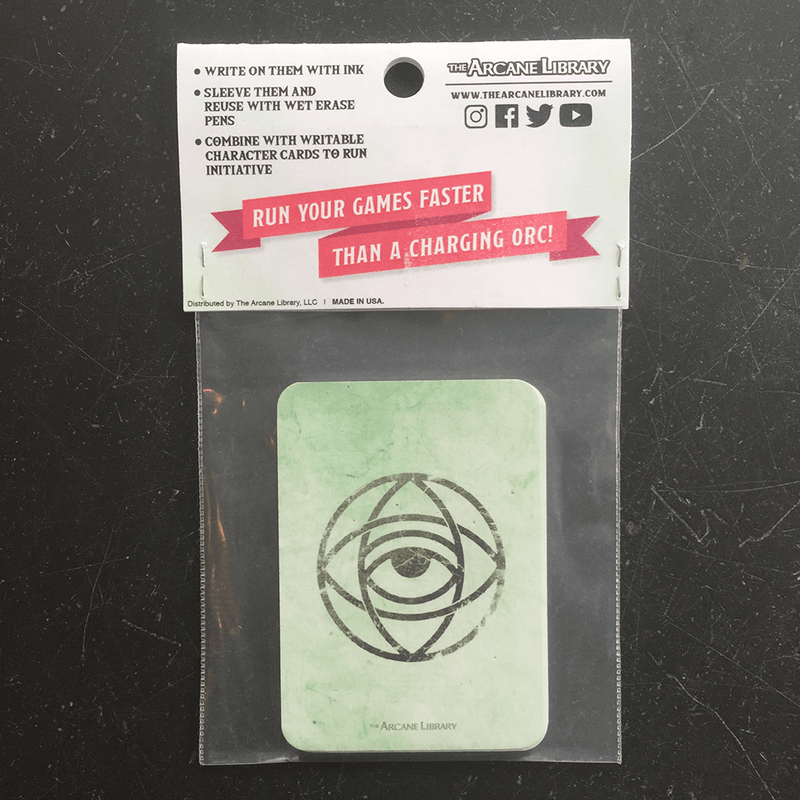 • WRITE ON THEM WITH INK
• SLEEVE THEM AND
REUSE WITH WET ERASE
PENS
• COMBINE WITH WRITABLE
CHARACTER CARDS TO RUN
INITIATIVE
THE ARCANE LIBRARY
WWW.THEARCANELIBRARY.COM
RUN YOUR GAMES FASTER
THAN A CHARGING ORC!
Distributed by The Arcane Library, LLC | MADE IN USA.
THE ARCANE LIBRARY